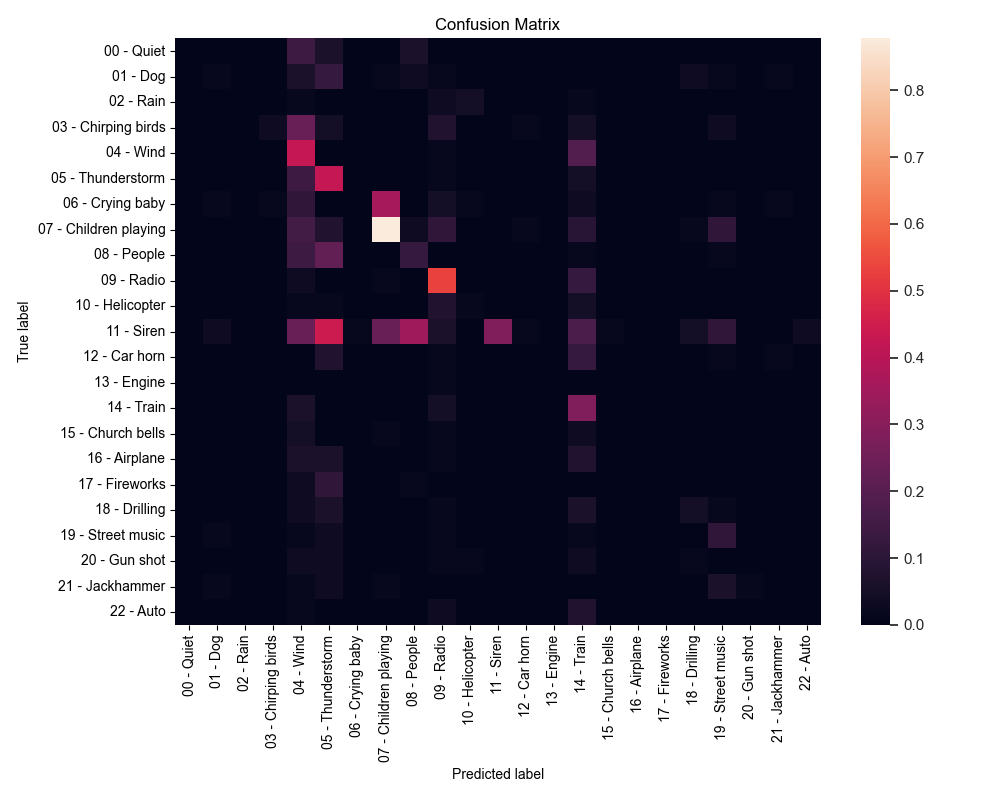 Confusion Matrix
00 - Quiet
01 - Dog
02 - Rain
03 - Chirping birds
04 - Wind
05 - Thunderstorm
06 - Crying baby
07 - Children playing
08 - People
09 - Radio
10 - Helicopter
11 - Siren
12 - Car horn
13 - Engine
14 - Train
15 - Church bells
16 - Airplane
17 - Fireworks
18 - Drilling
19 - Street music
20 - Gun shot
21 - Jackhammer
22 - Auto
True label
00 - Quiet
01 - Dog
02 - Rain
03 - Chirping birds
04 - Wind
05 - Thunderstorm
06 - Crying baby
07 - Children playing
08 - People
09 - Radio
10 - Helicopter
11 - Siren
12 - Car horn
13 - Engine
14 - Train
15 - Church bells
16 - Airplane
17 - Fireworks
18 - Drilling
19 - Street music
20 - Gun shot
21 - Jackhammer
22 - Auto
Predicted label
0.8
0.7
0.6
0.5
0.4
0.3
0.2
0.1
0.0